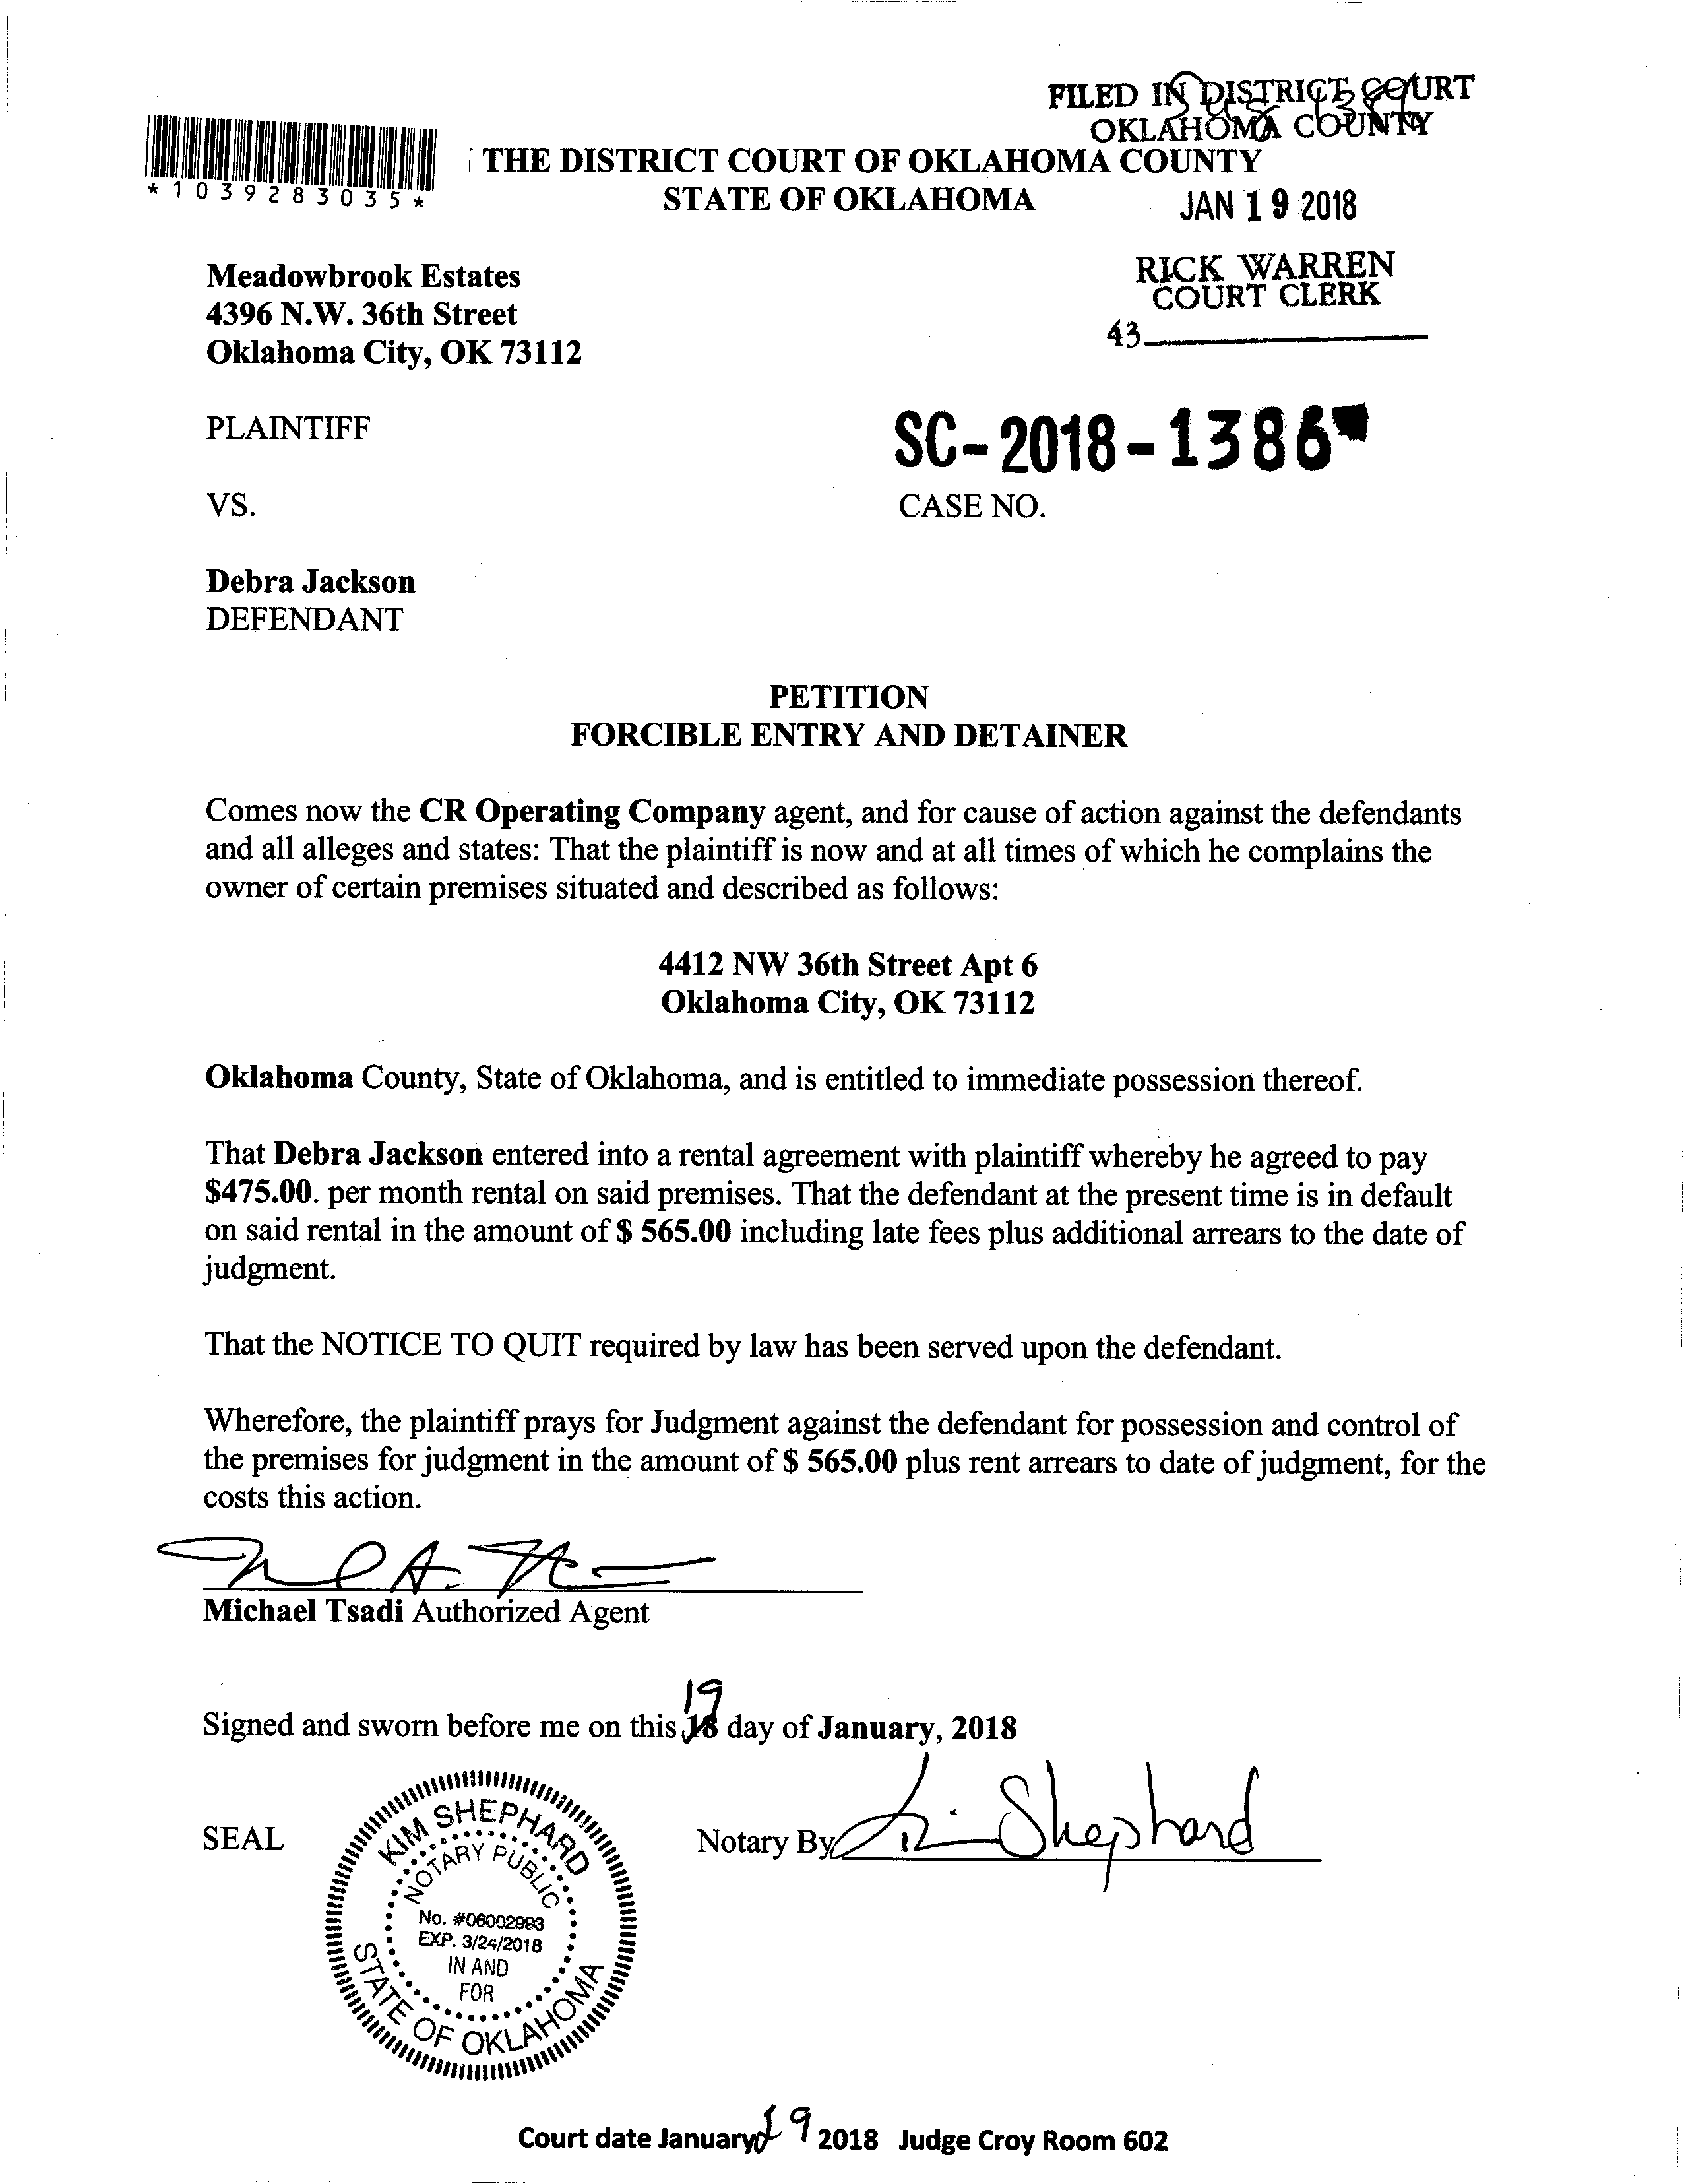 FILED IN DISTRICT COURT
OKLAHOMA COUNTY
*1039283035*
THE DISTRICT COURT OF OKLAHOMA COUNTY
STATE OF OKLAHOMA
JAN 19 2018
Meadowbrook Estates
4396 N.W. 36th Street
Oklahoma City, OK 73112
RICK WARREN
COURT CLERK
43
PLAINTIFF
SC-2018-1386
VS.
CASE NO.
Debra Jackson
DEFENDANT
PETITION
FORCIBLE ENTRY AND DETAINER
Comes now the CR Operating Company agent, and for cause of action against the defendants
and all alleges and states: That the plaintiff is now and at all times of which he complains the
owner of certain premises situated and described as follows:
4412 NW 36th Street Apt 6
Oklahoma City, OK 73112
Oklahoma County, State of Oklahoma, and is entitled to immediate possession thereof.
That Debra Jackson entered into a rental agreement with plaintiff whereby he agreed to pay
$475.00. per month rental on said premises. That the defendant at the present time is in default
on said rental in the amount of $ 565.00 including late fees plus additional arrears to the date of
judgment.
That the NOTICE TO QUIT required by law has been served upon the defendant.
Wherefore, the plaintiff prays for Judgment against the defendant for possession and control of
the premises for judgment in the amount of $ 565.00 plus rent arrears to date of judgment, for the
costs this action.
Michael Tsadi Authorized Agent
19
Signed and sworn before me on this 18 day of January, 2018
SEAL
Notary By Kim Shephard
KIM SHEPHARD
NOTARY PUBLIC
No. #06002993
EXP. 3/24/2018
IN AND
FOR
STATE OF OKLAHOMA
Court date January 29 2018 Judge Croy Room 602